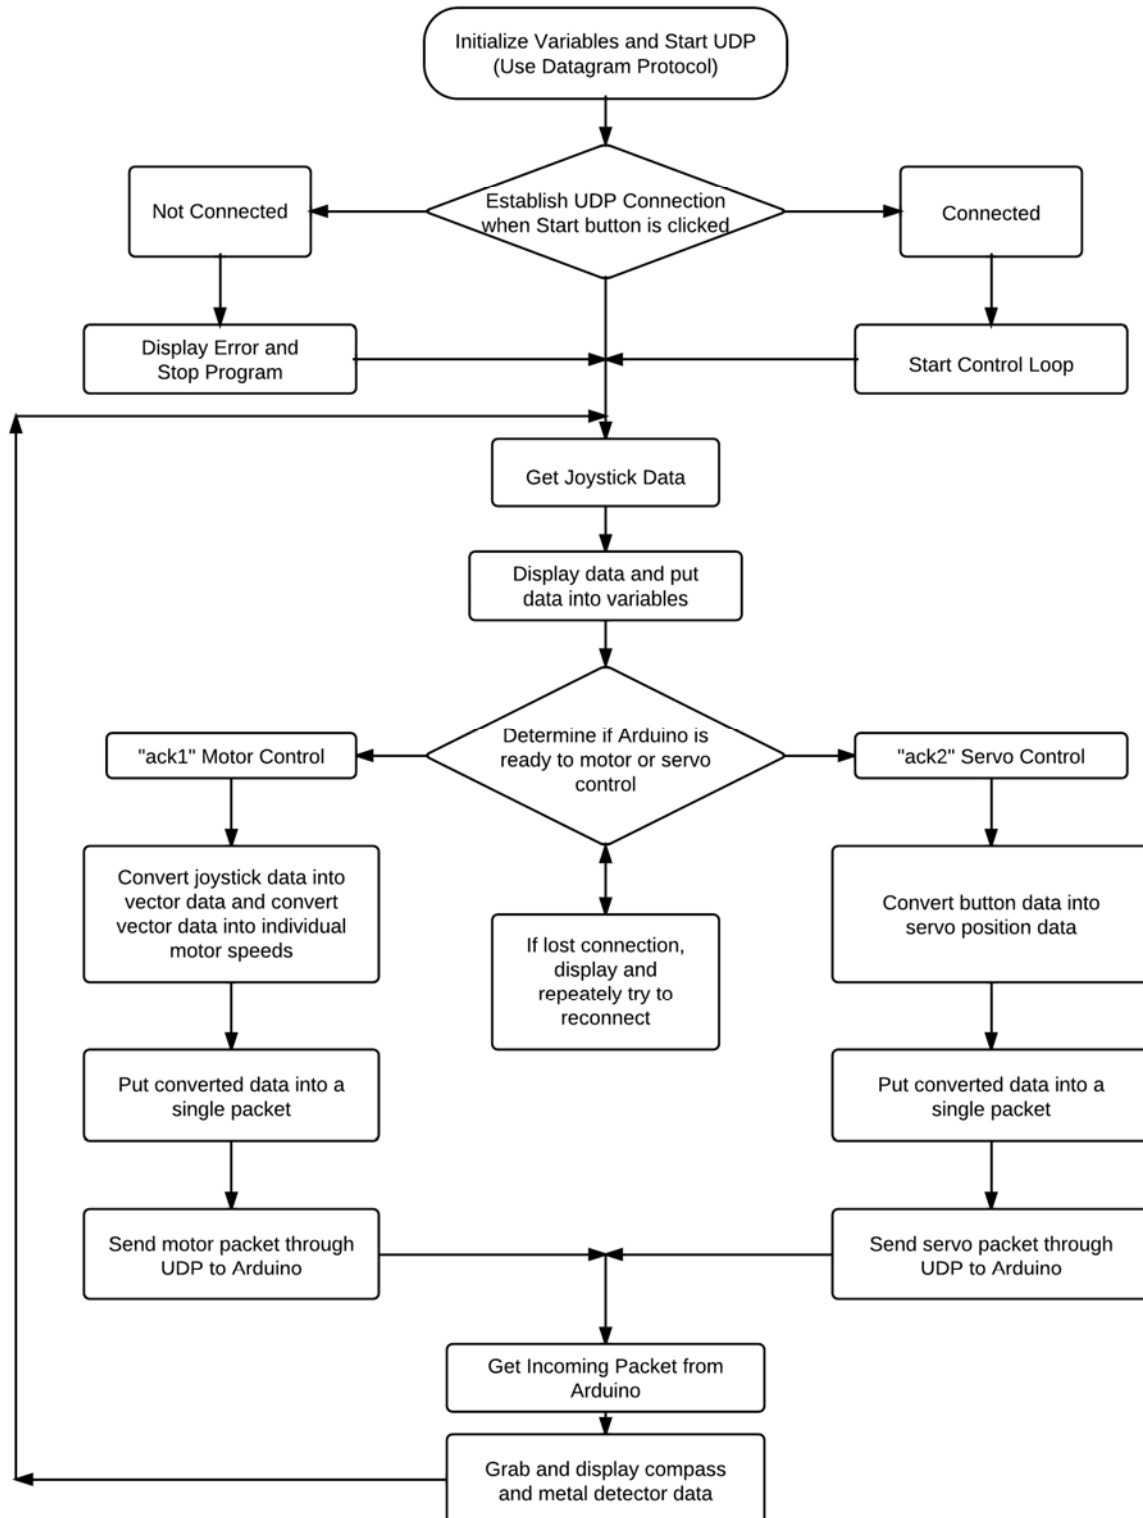 Initialize Variables and Start UDP
(Use Datagram Protocol)
Not Connected
Establish UDP Connection
when Start button is clicked
Connected
Display Error and
Stop Program
Start Control Loop
Get Joystick Data
Display data and put
data into variables
"ack1" Motor Control
Determine if Arduino is
ready to motor or servo
control
"ack2" Servo Control
Convert joystick data into
vector data and convert
vector data into individual
motor speeds
If lost connection,
display and
repeately try to
reconnect
Convert button data into
servo position data
Put converted data into a
single packet
Put converted data into a
single packet
Send motor packet through
UDP to Arduino
Send servo packet through
UDP to Arduino
Get Incoming Packet from
Arduino
Grab and display compass
and metal detector data